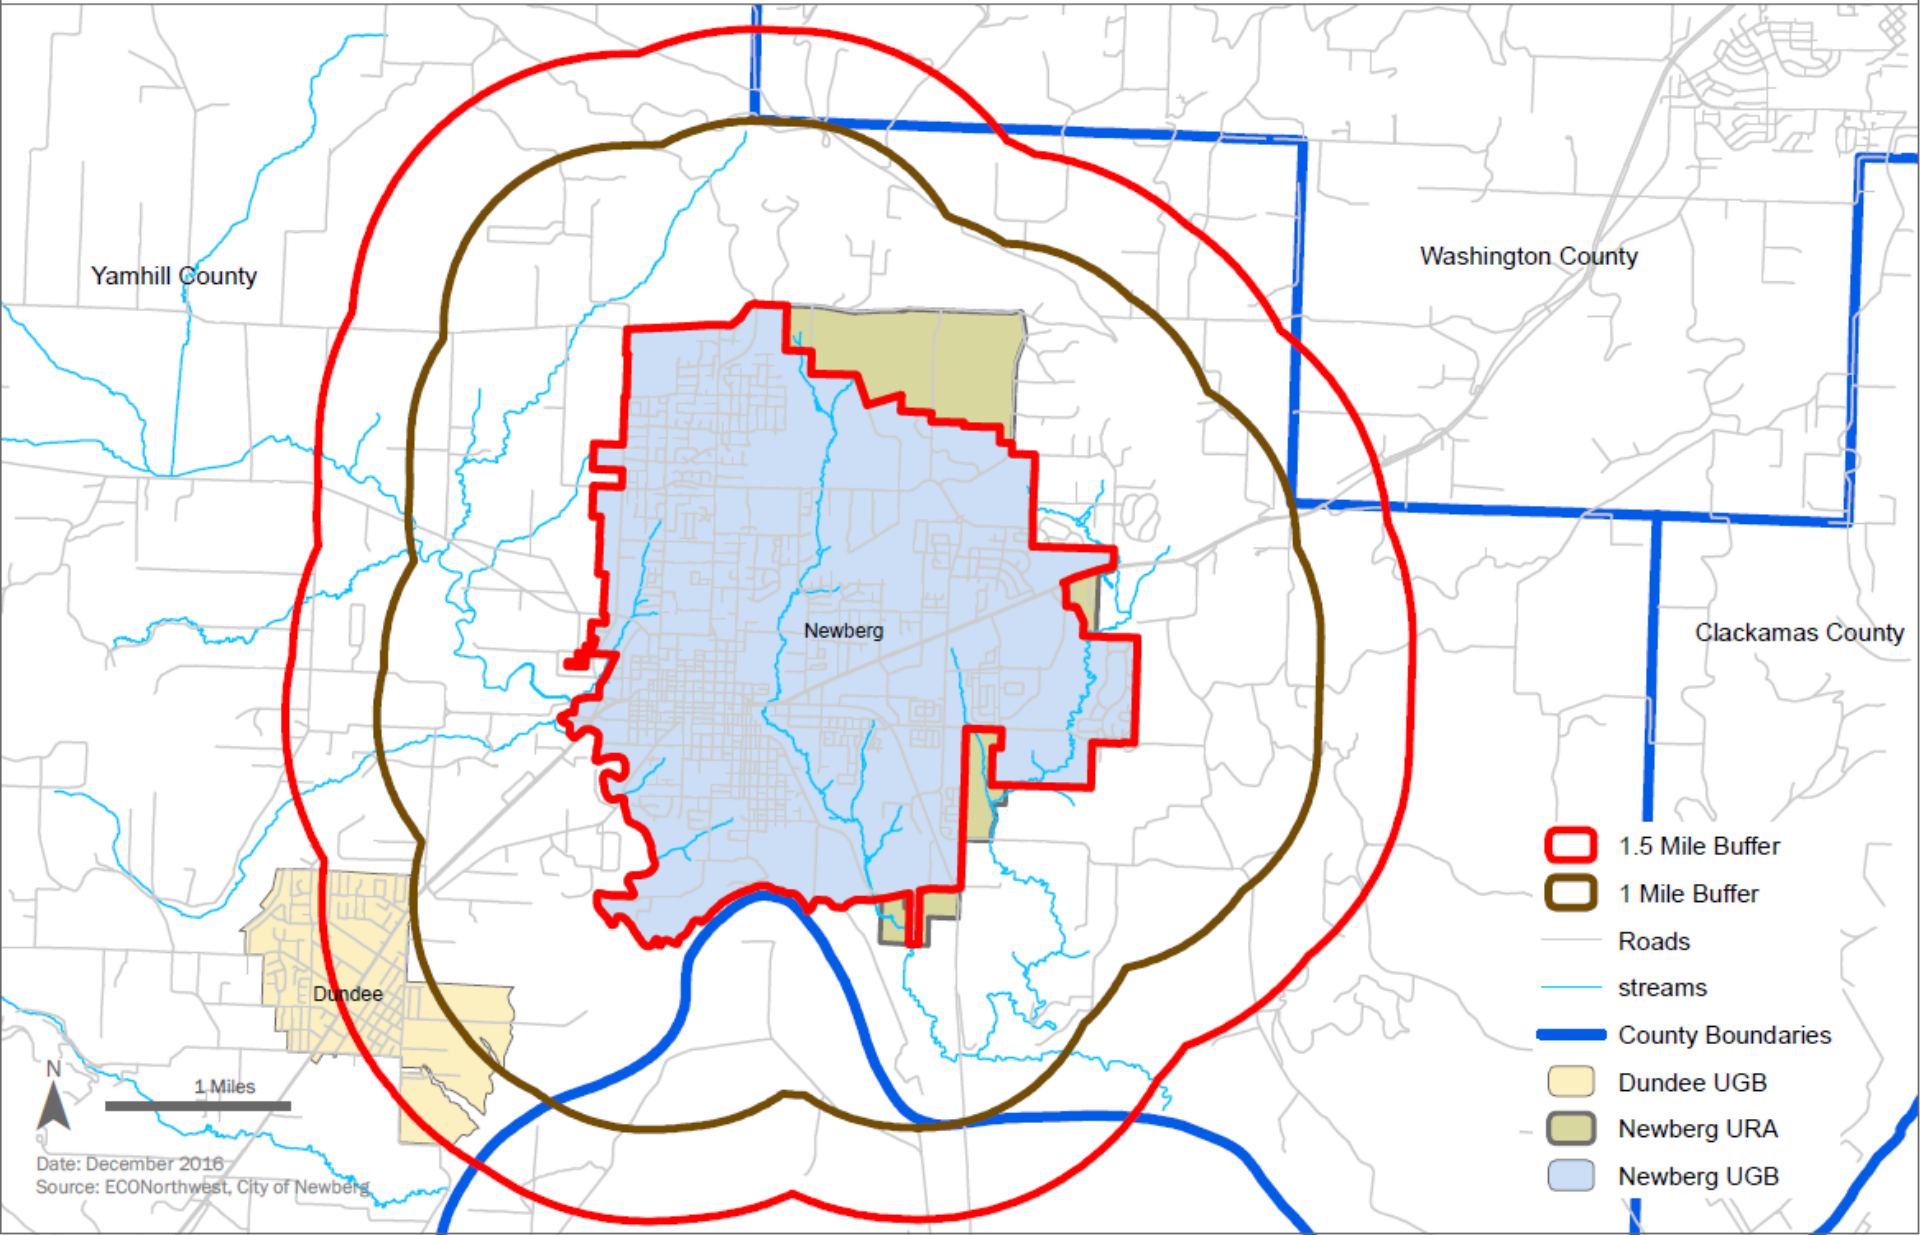 Yamhill County
Washington County
Newberg
Clackamas County
Dundee
1.5 Mile Buffer
1 Mile Buffer
Roads
streams
County Boundaries
Dundee UGB
Newberg URA
Newberg UGB
N
1 Miles
Date: December 2016
Source: ECONorthwest, City of Newberg